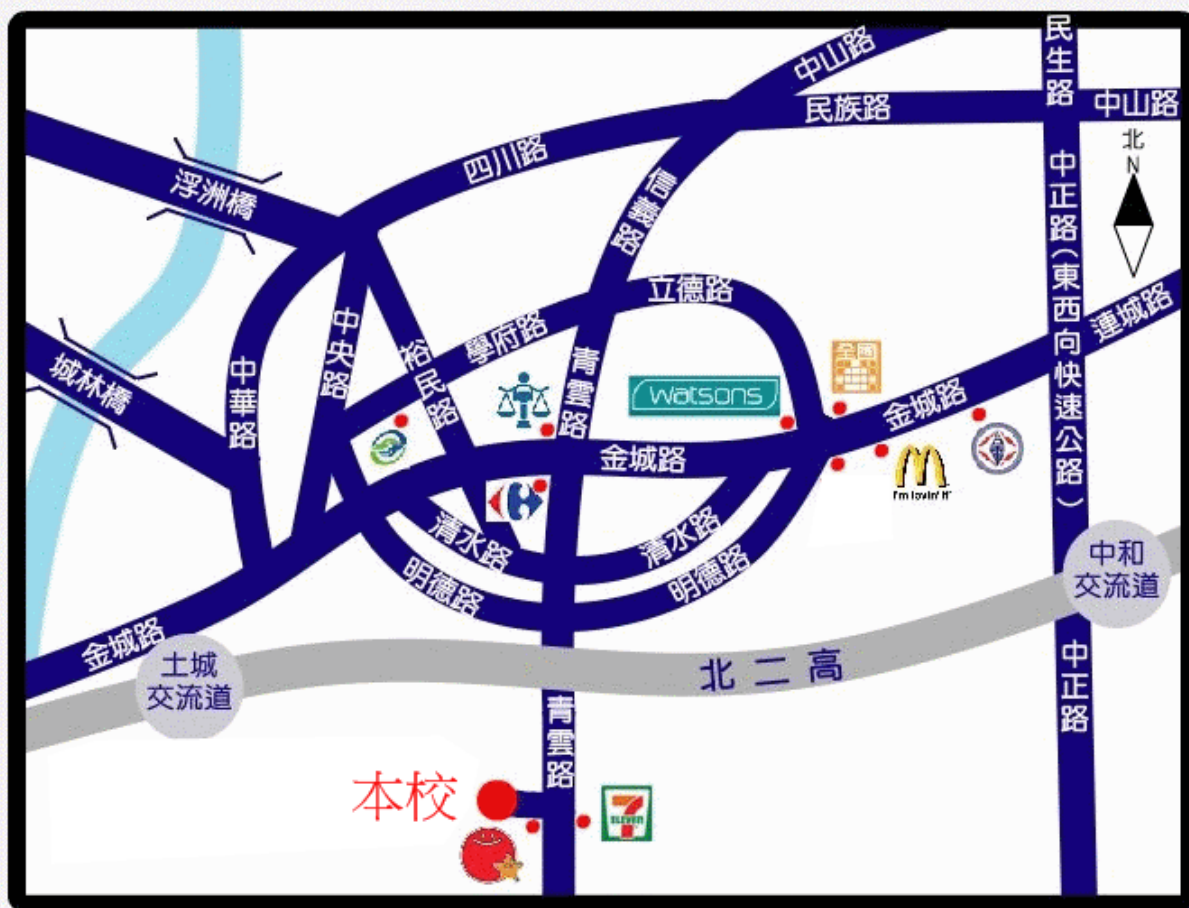 中山路
民生路
民族路
中山路
四川路
北
N
浮洲橋
信義路
中正路(東西向快速公路)
立德路
連城路
中央路
學府路
裕民路
中華路
城林橋
青雲路
watsons
全國
金城路
金城路
I'm lovin' it
清水路
清水路
明德路
明德路
中和
交流道
金城路
土城
交流道
北二高
中正路
青雲路
本校
7
ELEVEN